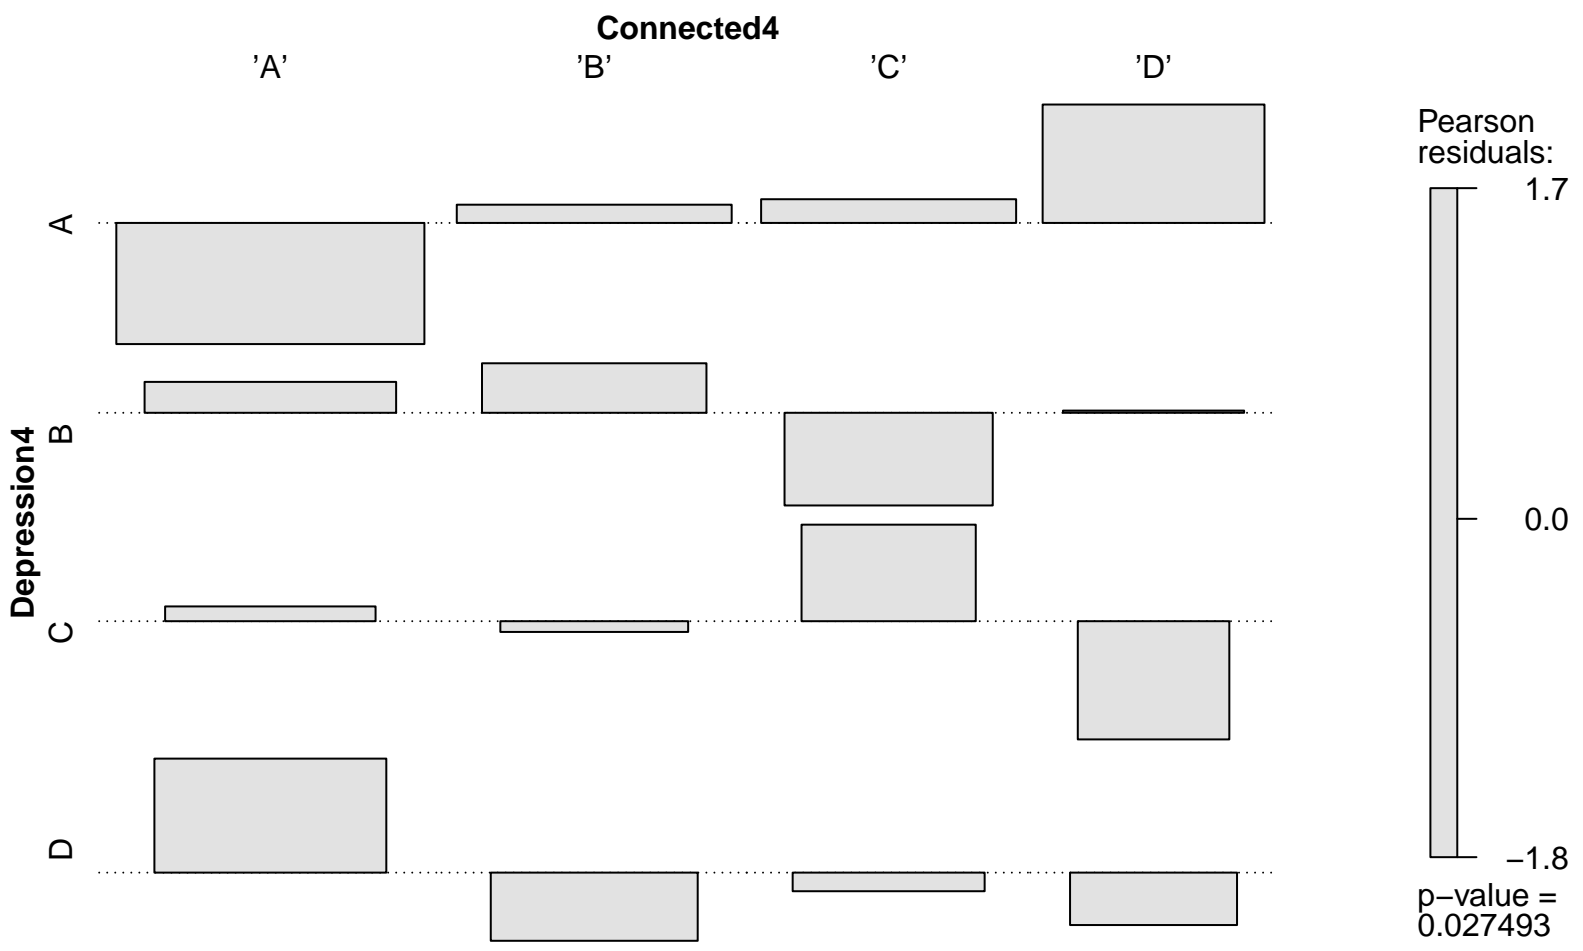 Connected4
’A’ ’B’ ’C’ ’D’
Depression4
A
B
C
D
Pearson
residuals:
1.7
0.0
−1.8
p−value =
0.027493